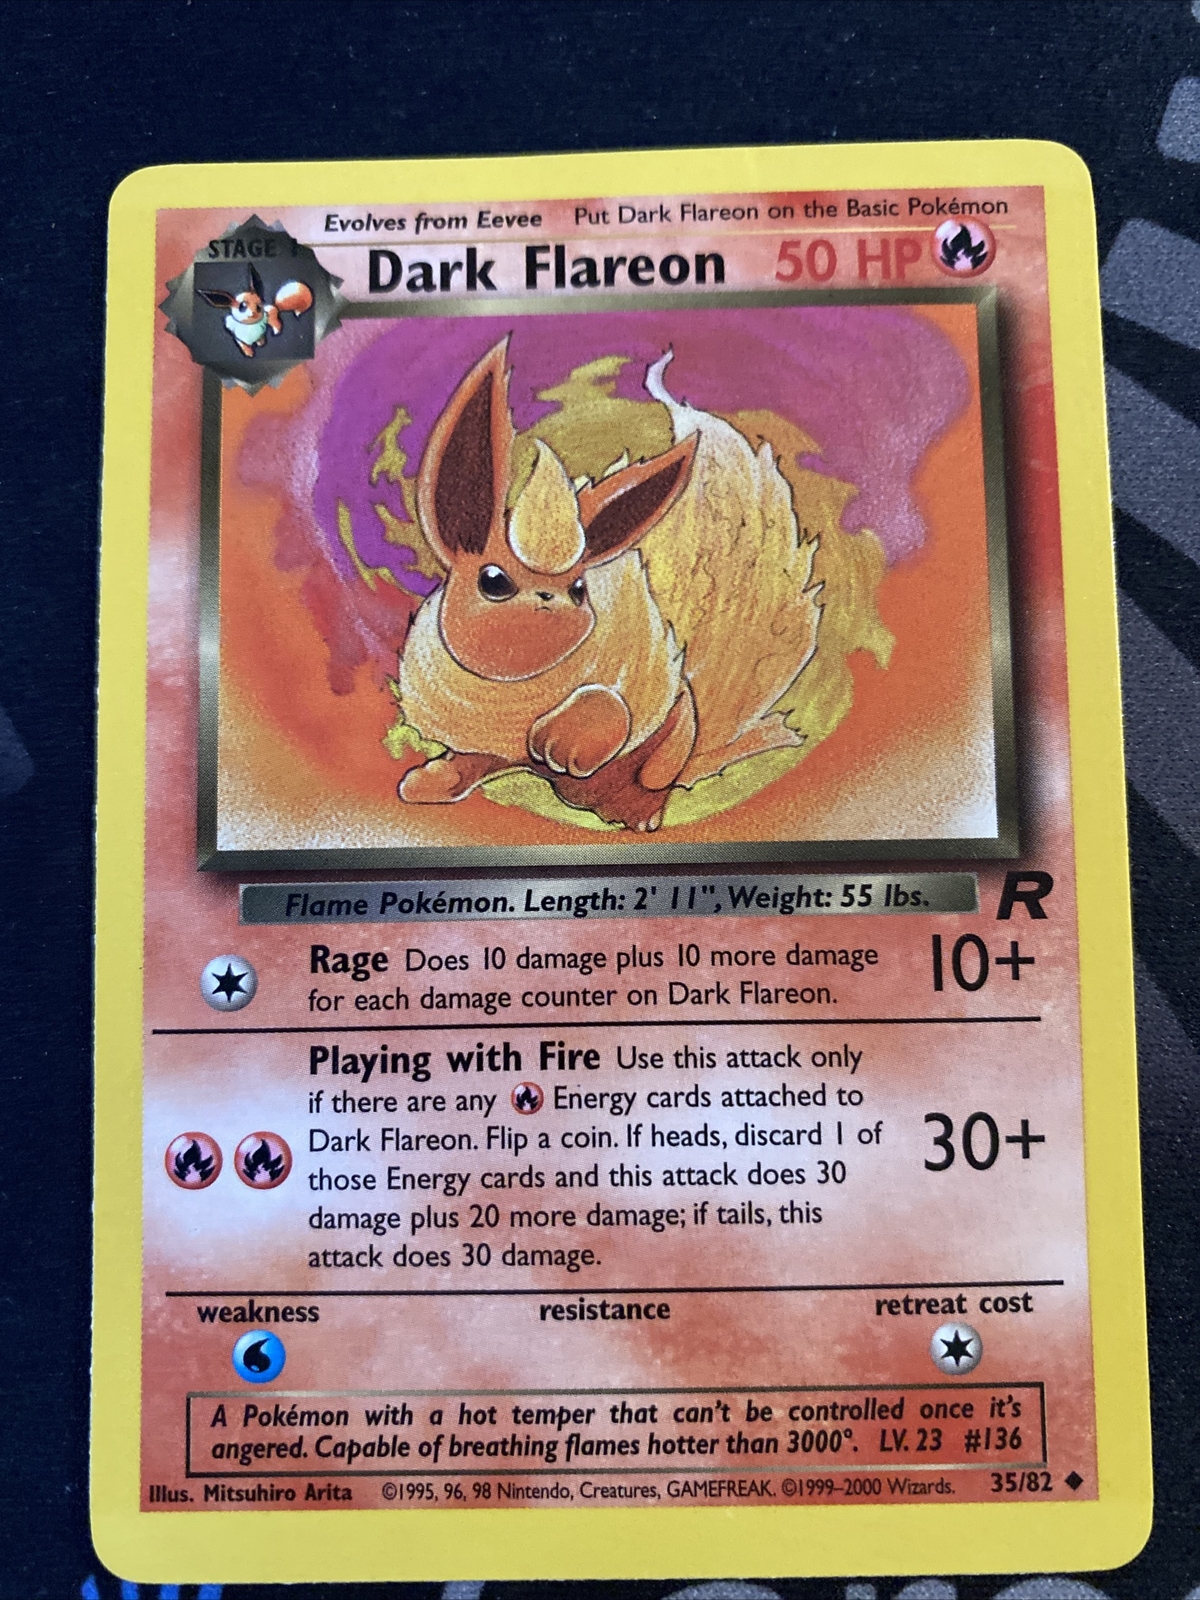 Evolves from Eevee Put Dark Flareon on the Basic Pokémon
STAGE 1
Dark Flareon 50 HP
Flame Pokémon. Length: 2' 11", Weight: 55 lbs.
R
Rage Does 10 damage plus 10 more damage
for each damage counter on Dark Flareon.
10+
Playing with Fire Use this attack only
if there are any Energy cards attached to
Dark Flareon. Flip a coin. If heads, discard 1 of
those Energy cards and this attack does 30
damage plus 20 more damage; if tails, this
attack does 30 damage.
30+
weakness resistance retreat cost
A Pokémon with a hot temper that can't be controlled once it's
angered. Capable of breathing flames hotter than 3000°. LV. 23 #136
Illus. Mitsuhiro Arita ©1995, 96, 98 Nintendo, Creatures, GAMEFREAK. ©1999–2000 Wizards. 35/82